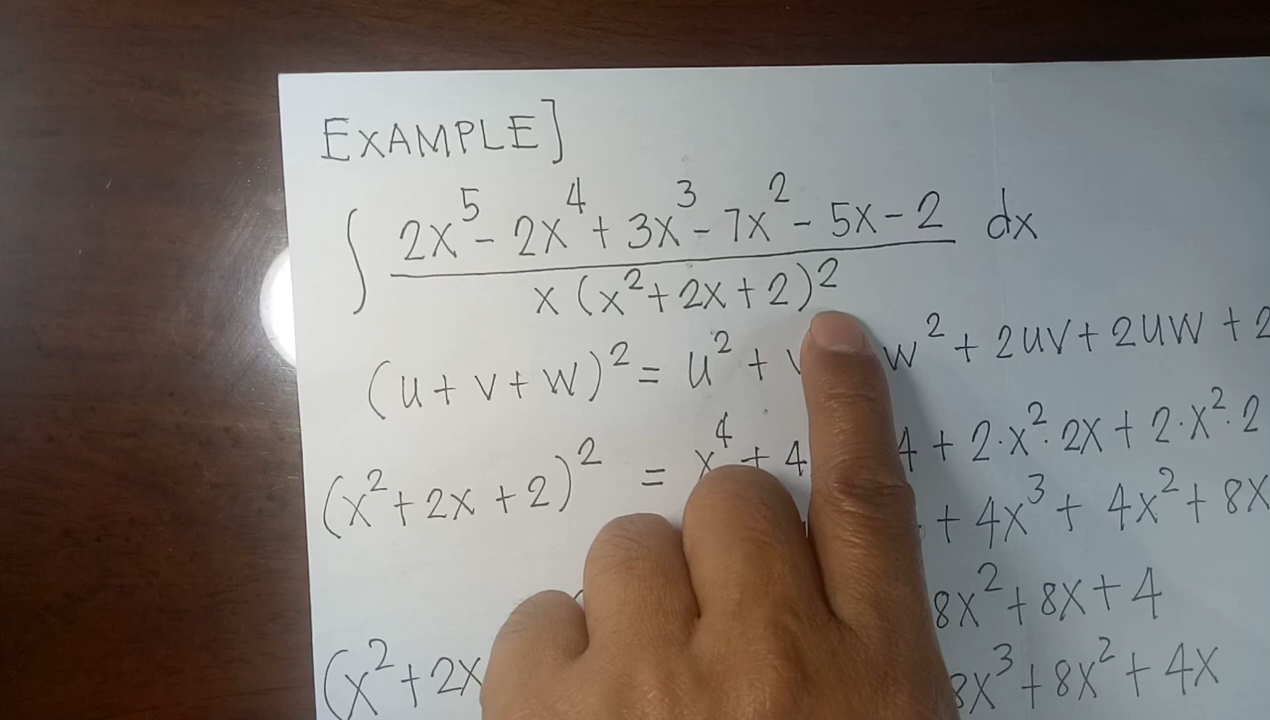 EXAMPLE]
∫ (2x^5 - 2x^4 + 3x^3 - 7x^2 - 5x - 2) / (x(x^2 + 2x + 2)^2) dx
(u + v + w)^2 = u^2 + v w^2 + 2uv + 2uw + 2
(x^2 + 2x + 2)^2 = x^4 + 4 4 + 2·x^2·2x + 2·x^2·2
+ 4x^3 + 4x^2 + 8x
8x^2 + 8x + 4
(x^2 + 2x 8x^3 + 8x^2 + 4x